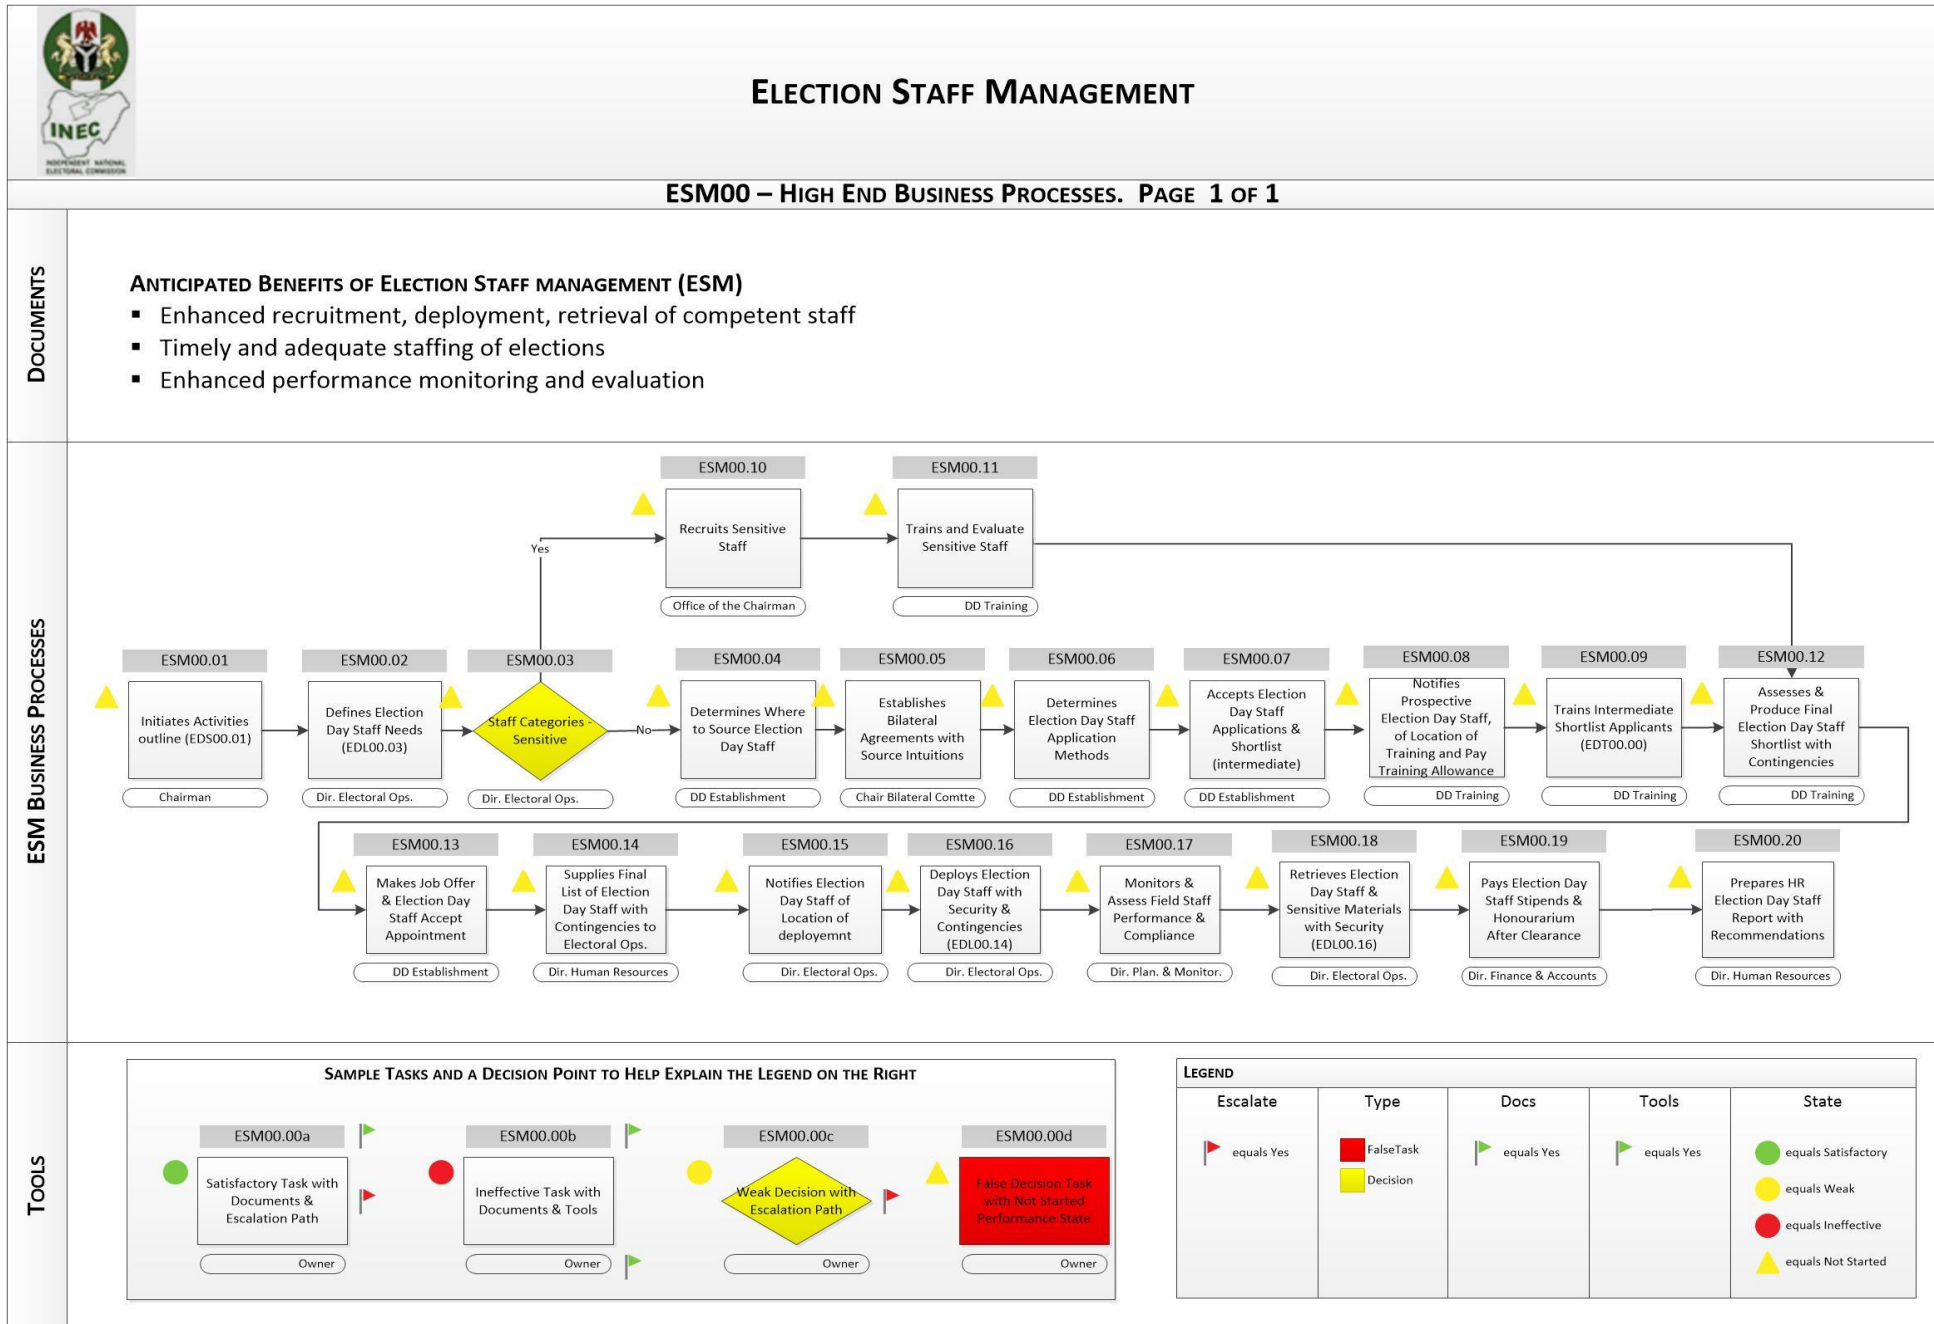 INEC
INDEPENDENT NATIONAL
ELECTORAL COMMISSION
ELECTION STAFF MANAGEMENT
ESM00 – HIGH END BUSINESS PROCESSES. PAGE 1 OF 1
DOCUMENTS
ANTICIPATED BENEFITS OF ELECTION STAFF MANAGEMENT (ESM)
▪ Enhanced recruitment, deployment, retrieval of competent staff
▪ Timely and adequate staffing of elections
▪ Enhanced performance monitoring and evaluation
ESM BUSINESS PROCESSES
ESM00.10
Recruits Sensitive
Staff
Office of the Chairman
ESM00.11
Trains and Evaluate
Sensitive Staff
DD Training
Yes
ESM00.01
Initiates Activities
outline (EDS00.01)
Chairman
ESM00.02
Defines Election
Day Staff Needs
(EDL00.03)
Dir. Electoral Ops.
ESM00.03
Staff Categories -
Sensitive
Dir. Electoral Ops.
No
ESM00.04
Determines Where
to Source Election
Day Staff
DD Establishment
ESM00.05
Establishes
Bilateral
Agreements with
Source Intuitions
Chair Bilateral Comtte
ESM00.06
Determines
Election Day Staff
Application
Methods
DD Establishment
ESM00.07
Accepts Election
Day Staff
Applications &
Shortlist
(intermediate)
DD Establishment
ESM00.08
Notifies
Prospective
Election Day Staff,
of Location of
Training and Pay
Training Allowance
DD Training
ESM00.09
Trains Intermediate
Shortlist Applicants
(EDT00.00)
DD Training
ESM00.12
Assesses &
Produce Final
Election Day Staff
Shortlist with
Contingencies
DD Training
ESM00.13
Makes Job Offer
& Election Day
Staff Accept
Appointment
DD Establishment
ESM00.14
Supplies Final
List of Election
Day Staff with
Contingencies to
Electoral Ops.
Dir. Human Resources
ESM00.15
Notifies Election
Day Staff of
Location of
deployemnt
Dir. Electoral Ops.
ESM00.16
Deploys Election
Day Staff with
Security &
Contingencies
(EDL00.14)
Dir. Electoral Ops.
ESM00.17
Monitors &
Assess Field Staff
Performance &
Compliance
Dir. Plan. & Monitor.
ESM00.18
Retrieves Election
Day Staff &
Sensitive Materials
with Security
(EDL00.16)
Dir. Electoral Ops.
ESM00.19
Pays Election Day
Staff Stipends &
Honourarium
After Clearance
Dir. Finance & Accounts
ESM00.20
Prepares HR
Election Day Staff
Report with
Recommendations
Dir. Human Resources
TOOLS
SAMPLE TASKS AND A DECISION POINT TO HELP EXPLAIN THE LEGEND ON THE RIGHT
ESM00.00a
Satisfactory Task with
Documents &
Escalation Path
Owner
ESM00.00b
Ineffective Task with
Documents & Tools
Owner
ESM00.00c
Weak Decision with
Escalation Path
Owner
ESM00.00d
False Decision Task
with Not Started
Performance State
Owner
LEGEND
Escalate
equals Yes
Type
FalseTask
Decision
Docs
equals Yes
Tools
equals Yes
State
equals Satisfactory
equals Weak
equals Ineffective
equals Not Started